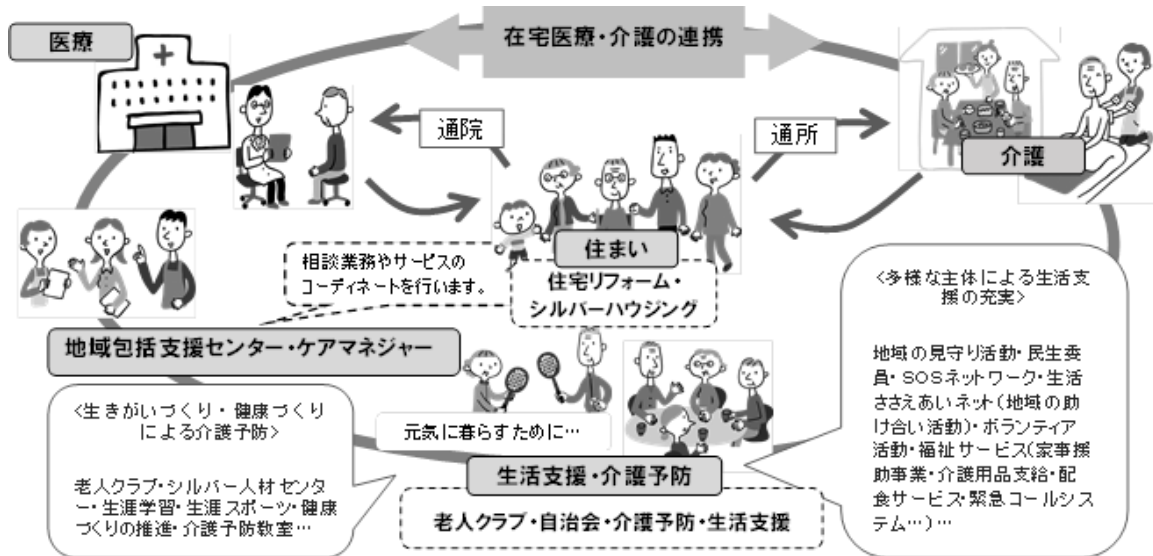 医療
在宅医療・介護の連携
通院
通所
介護
住まい
住宅リフォーム・
シルバーハウジング
相談業務やサービスの
コーディネートを行います。
地域包括支援センター・ケアマネジャー
<多様な主体による生活支
援の充実>
地域の見守り活動・民生委
員・SOSネットワーク・生活
ささえあいネット(地域の助
け合い活動)・ボランティア
活動・福祉サービス(家事援
助事業・介護用品支給・配
食サービス・緊急コールシス
テム…)…
<生きがいづくり・健康づくり
による介護予防>
老人クラブ・シルバー人材センタ
ー・生涯学習・生涯スポーツ・健康
づくりの推進・介護予防教室…
元気に暮らすために…
生活支援・介護予防
老人クラブ・自治会・介護予防・生活支援